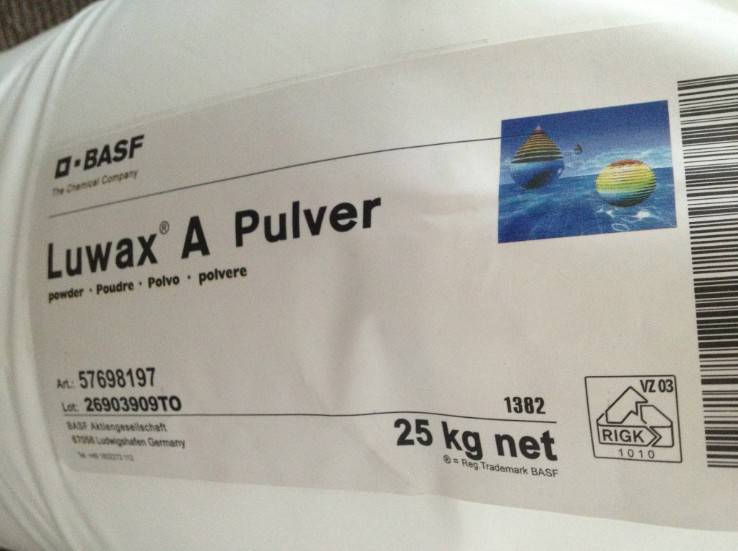 BASF
The Chemical Company
Luwax® A Pulver
powder · Poudre · Polvo · polvere
Art.: 57698197
Lot: 26903909TO
1382
BASF Aktiengesellschaft
67056 Ludwigshafen Germany
25 kg net
® = Reg.Trademark BASF
VZ 03
RIGK
1010